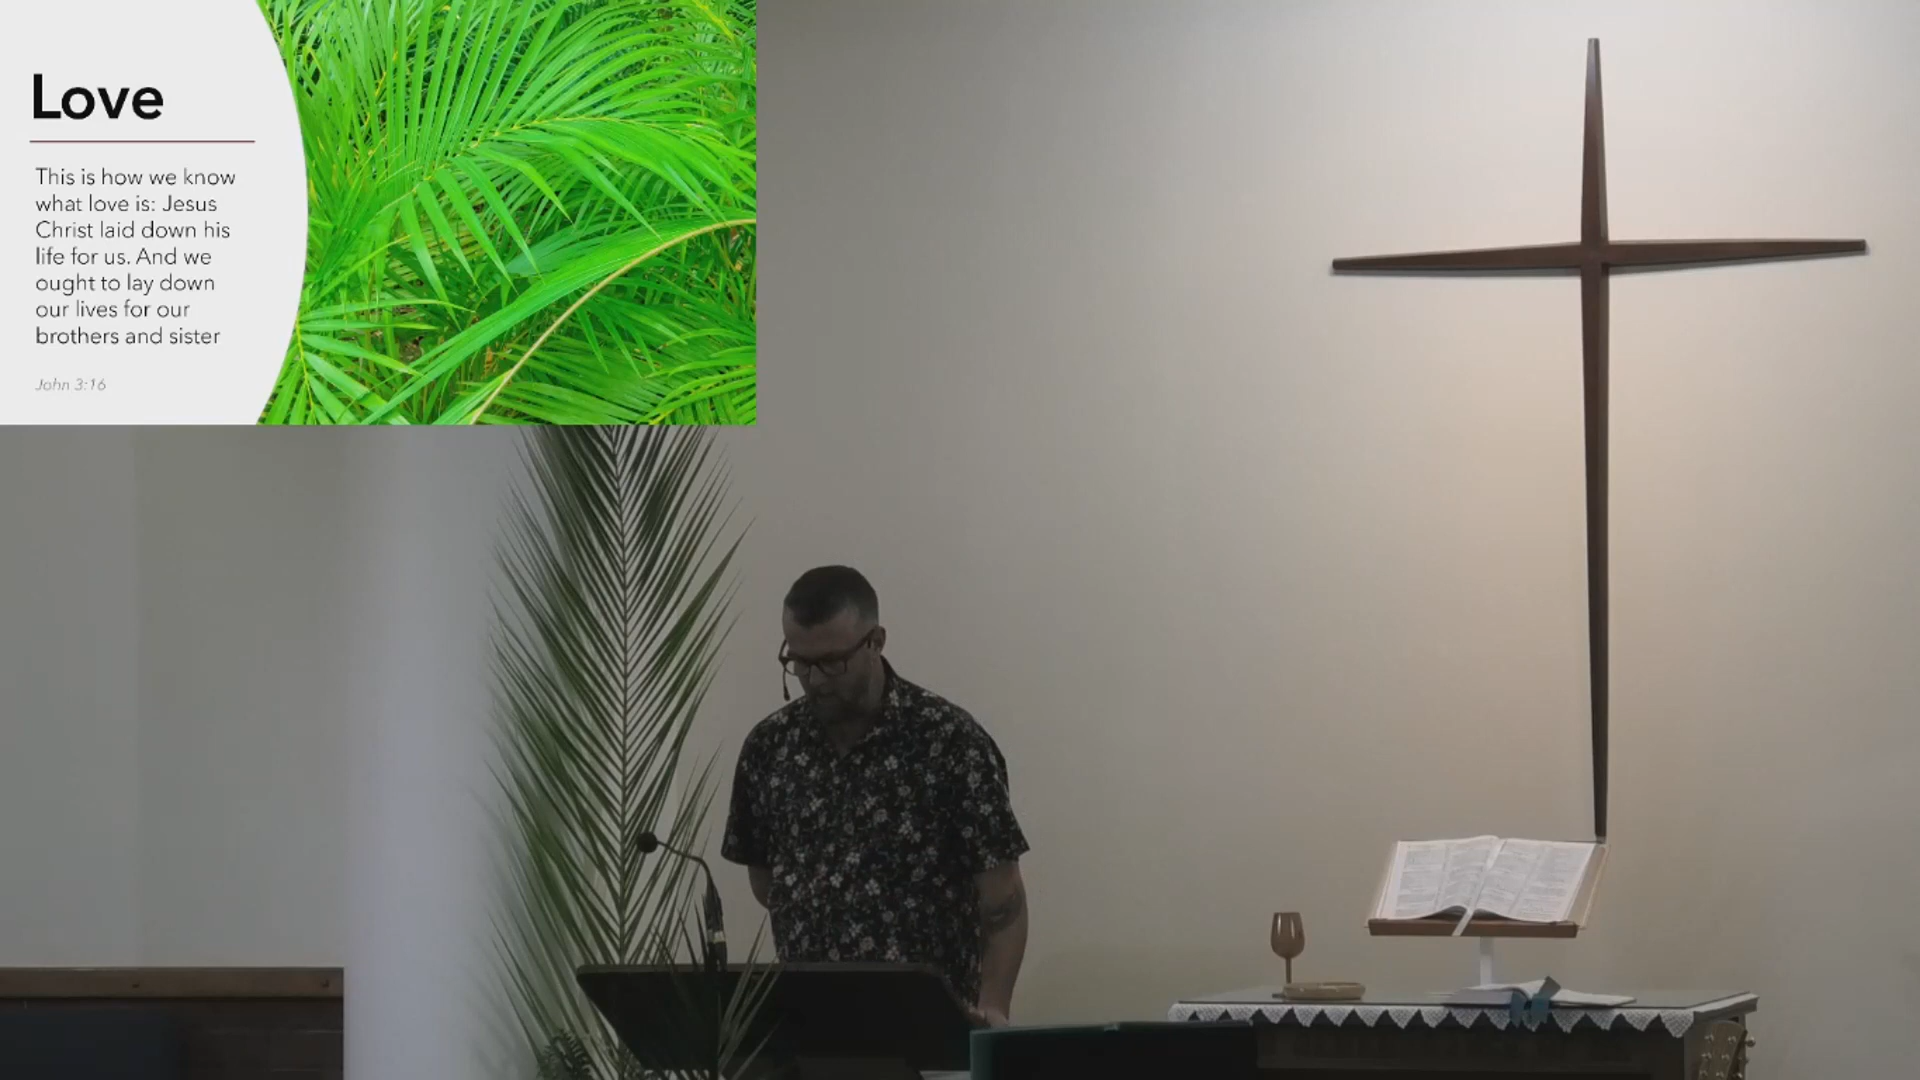 Love
This is how we know
what love is: Jesus
Christ laid down his
life for us. And we
ought to lay down
our lives for our
brothers and sister
John 3:16